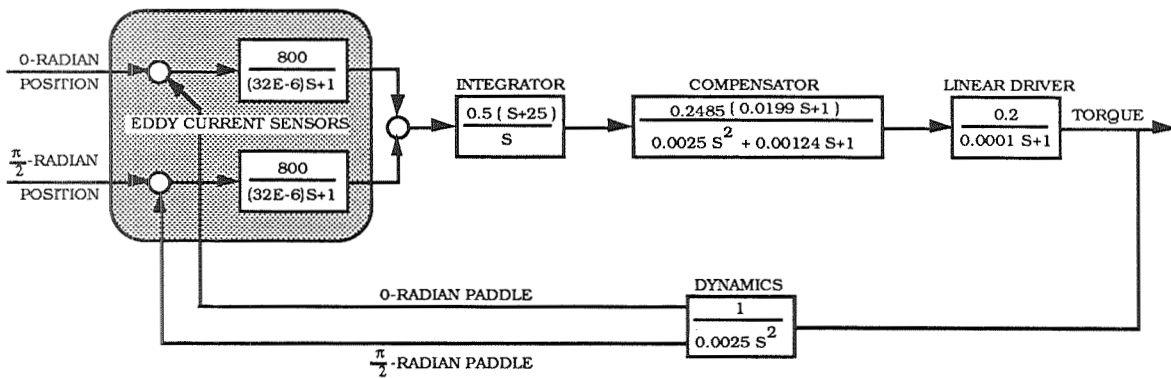 0-RADIAN
POSITION
800
(32E-6)S+1
EDDY CURRENT SENSORS
π/2-RADIAN
POSITION
800
(32E-6)S+1
INTEGRATOR
0.5 ( S+25 )
S
COMPENSATOR
0.2485 ( 0.0199 S+1 )
0.0025 S² + 0.00124 S+1
LINEAR DRIVER
0.2
0.0001 S+1
TORQUE
0-RADIAN PADDLE
π/2-RADIAN PADDLE
DYNAMICS
1
0.0025 S²